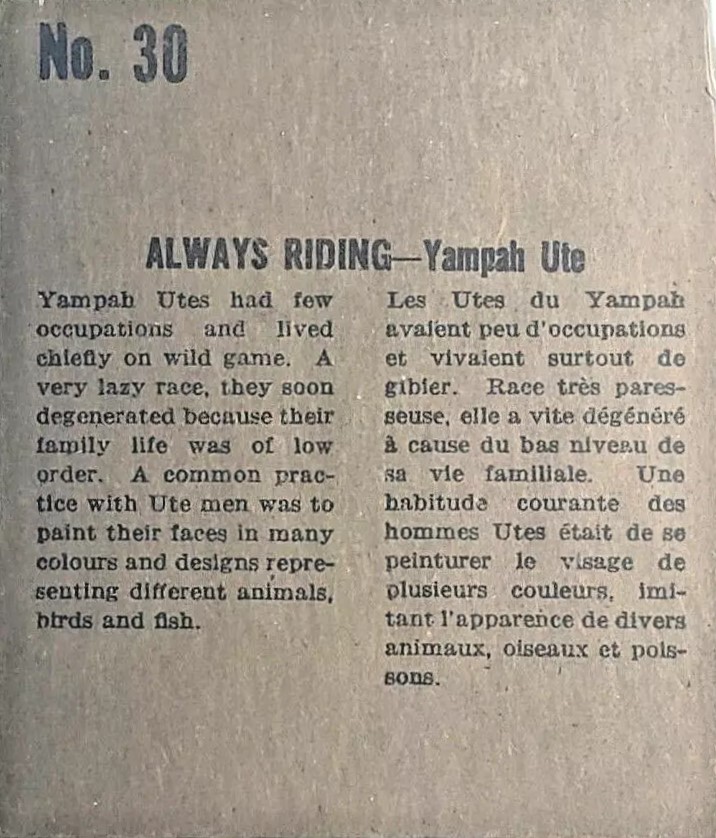 No. 30
ALWAYS RIDING—Yampah Ute
Yampah Utes had few
occupations and lived
chiefly on wild game. A
very lazy race, they soon
degenerated because their
family life was of low
order. A common prac-
tice with Ute men was to
paint their faces in many
colours and designs repre-
senting different animals,
birds and fish.
Les Utes du Yampah
avaient peu d'occupations
et vivaient surtout de
gibier. Race très pares-
seuse, elle a vite dégénéré
à cause du bas niveau de
sa vie familiale. Une
habitude courante des
hommes Utes était de se
peinturer le visage de
plusieurs couleurs, imi-
tant l'apparence de divers
animaux, oiseaux et pois-
sons.